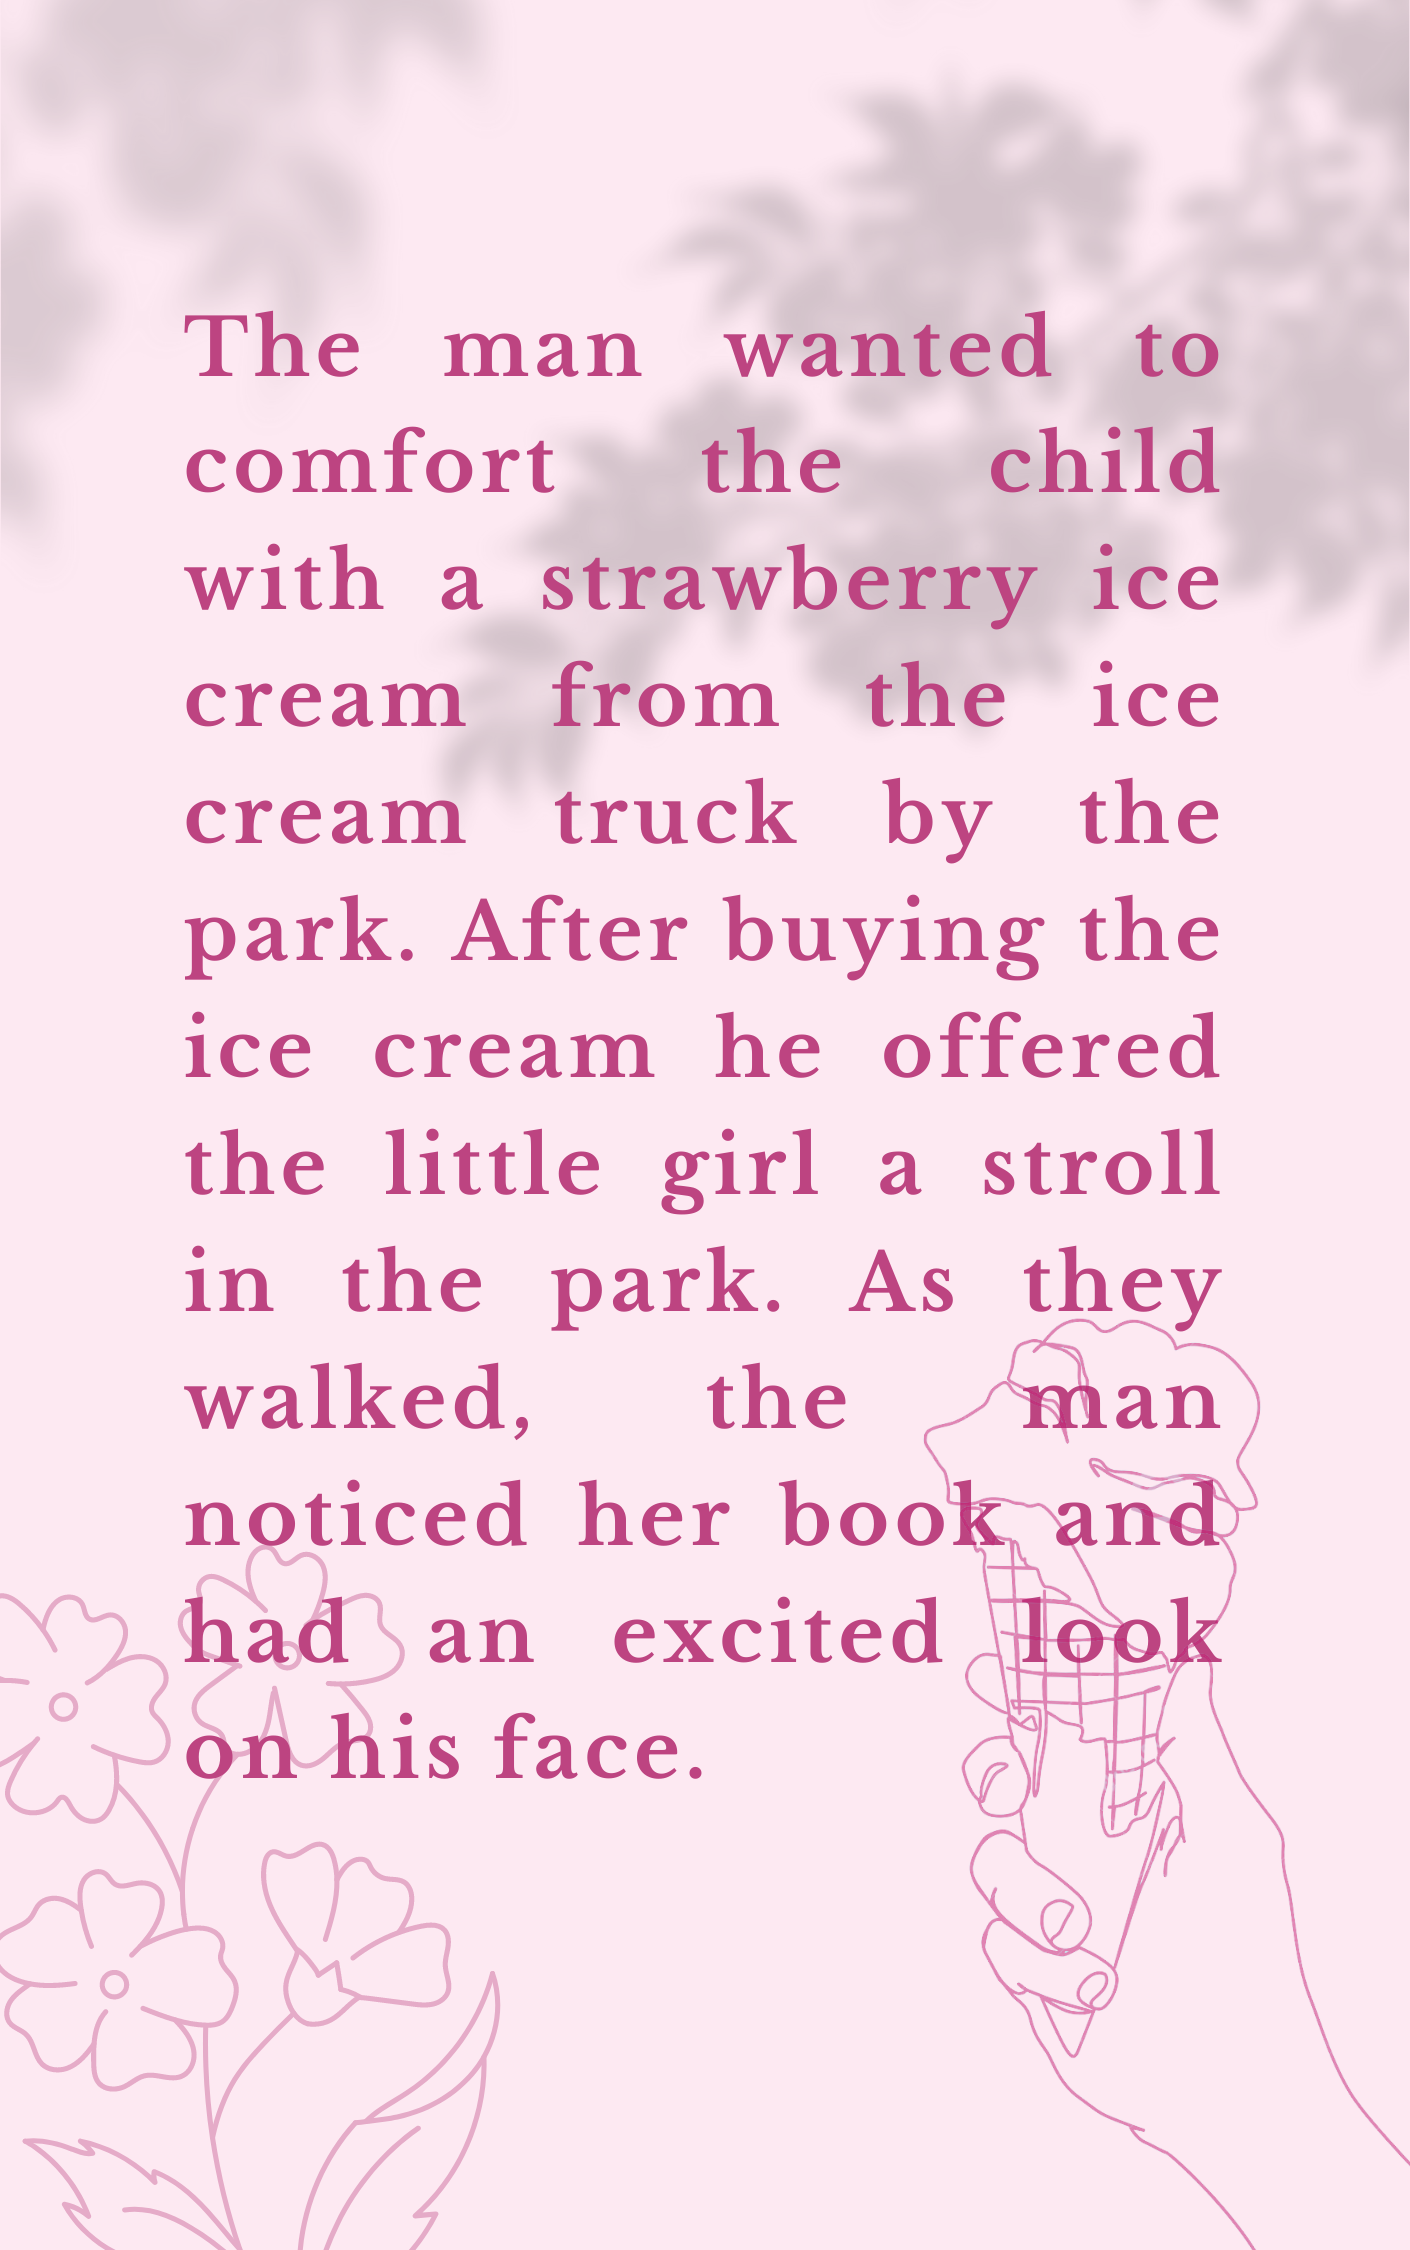 The man wanted to
comfort the child
with a strawberry ice
cream from the ice
cream truck by the
park. After buying the
ice cream he offered
the little girl a stroll
in the park. As they
walked, the man
noticed her book and
had an excited look
on his face.